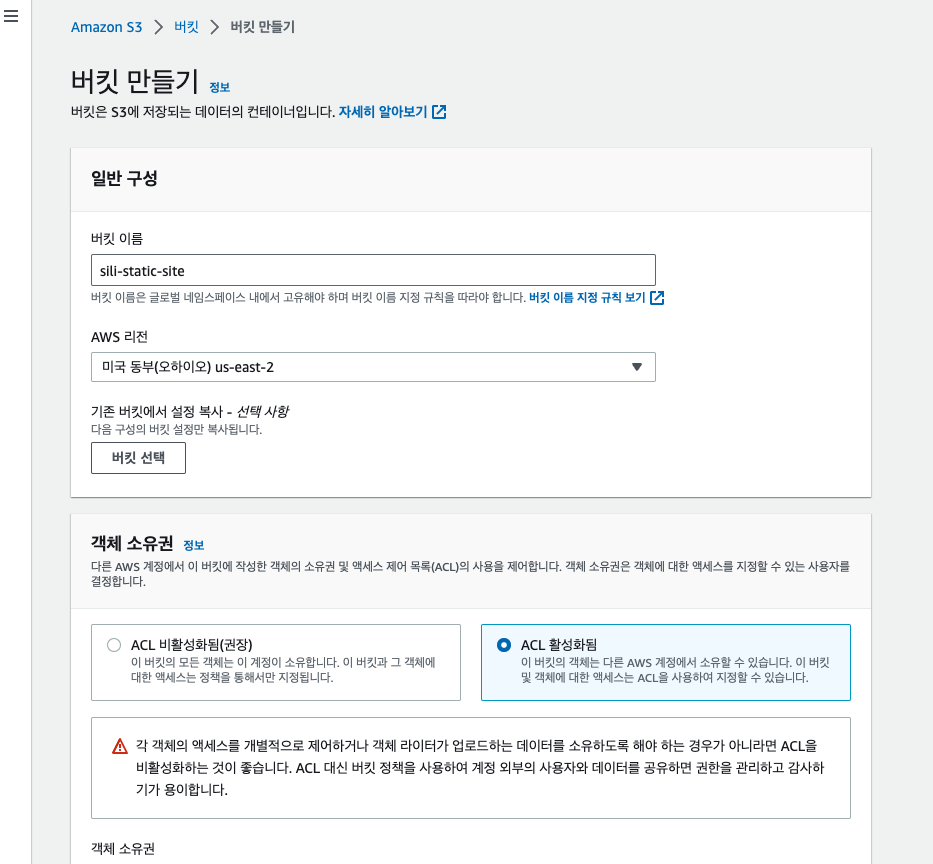 Amazon S3 > 버킷 > 버킷 만들기
버킷 만들기 정보
버킷은 S3에 저장되는 데이터의 컨테이너입니다. 자세히 알아보기
일반 구성
버킷 이름
sili-static-site
버킷 이름은 글로벌 네임스페이스 내에서 고유해야 하며 버킷 이름 지정 규칙을 따라야 합니다. 버킷 이름 지정 규칙 보기
AWS 리전
미국 동부(오하이오) us-east-2
기존 버킷에서 설정 복사 - 선택 사항
다음 구성의 버킷 설정만 복사됩니다.
버킷 선택
객체 소유권 정보
다른 AWS 계정에서 이 버킷에 작성한 객체의 소유권 및 액세스 제어 목록(ACL)의 사용을 제어합니다. 객체 소유권은 객체에 대한 액세스를 지정할 수 있는 사용자를
결정합니다.
ACL 비활성화됨(권장)
이 버킷의 모든 객체는 이 계정이 소유합니다. 이 버킷과 그 객체에
대한 액세스는 정책을 통해서만 지정됩니다.
ACL 활성화됨
이 버킷의 객체는 다른 AWS 계정에서 소유할 수 있습니다. 이 버킷
및 객체에 대한 액세스는 ACL을 사용하여 지정할 수 있습니다.
각 객체의 액세스를 개별적으로 제어하거나 객체 라이터가 업로드하는 데이터를 소유하도록 해야 하는 경우가 아니라면 ACL을
비활성화하는 것이 좋습니다. ACL 대신 버킷 정책을 사용하여 계정 외부의 사용자와 데이터를 공유하면 권한을 관리하고 감사하
기가 용이합니다.
객체 소유권